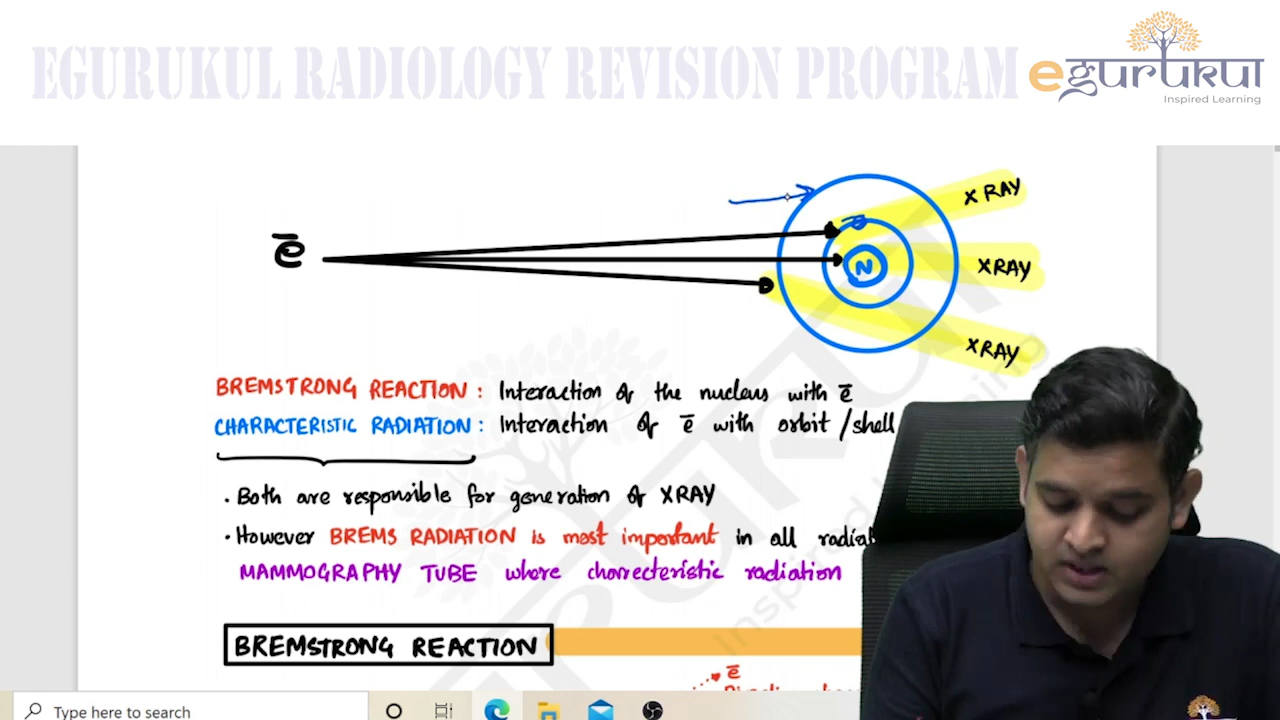 EGURUKUL RADIOLOGY REVISION PROGRAM
eगुरुkul
Inspired Learning
X RAY
ē
ē
N
XRAY
XRAY
BREMSTRONG REACTION : Interaction of the nucleus with ē
CHARACTERISTIC RADIATION : Interaction of ē with orbit / shell
• Both are responsible for generation of XRAY
• However BREMS RADIATION is most important in all
MAMMOGRAPHY TUBE where charecteristic radiation
BREMSTRONG REACTION
ē
Type here to search